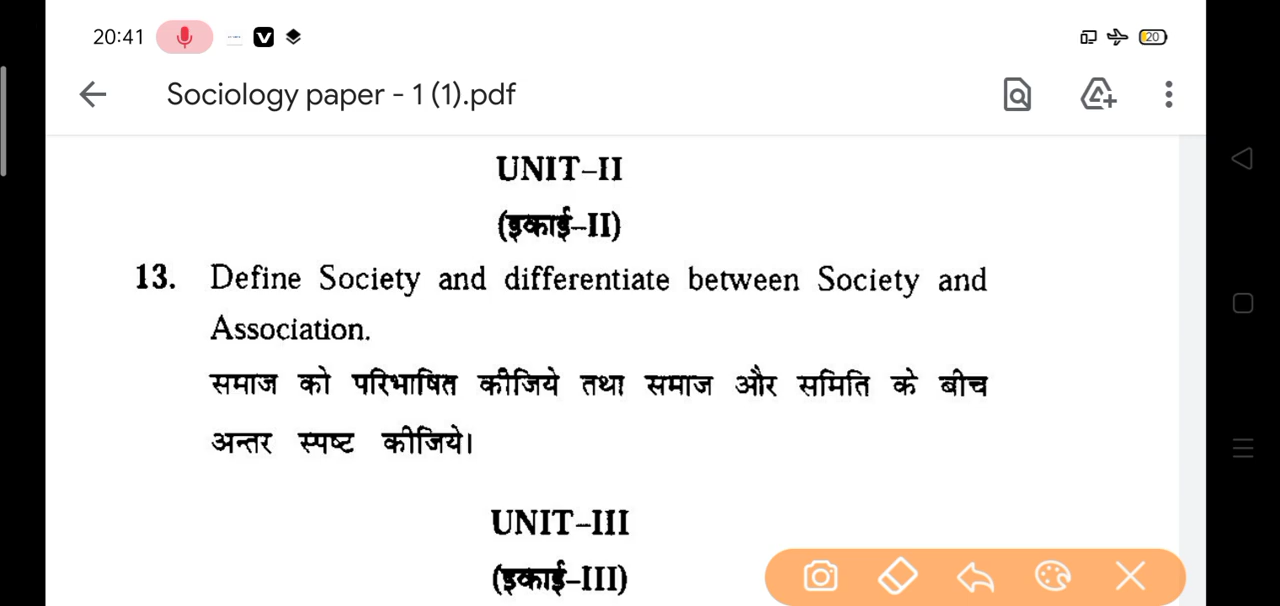 20:41
20
Sociology paper - 1 (1).pdf
UNIT–II
(इकाई–II)
13. Define Society and differentiate between Society and
Association.
समाज को परिभाषित कीजिये तथा समाज और समिति के बीच
अन्तर स्पष्ट कीजिये।
UNIT–III
(इकाई–III)